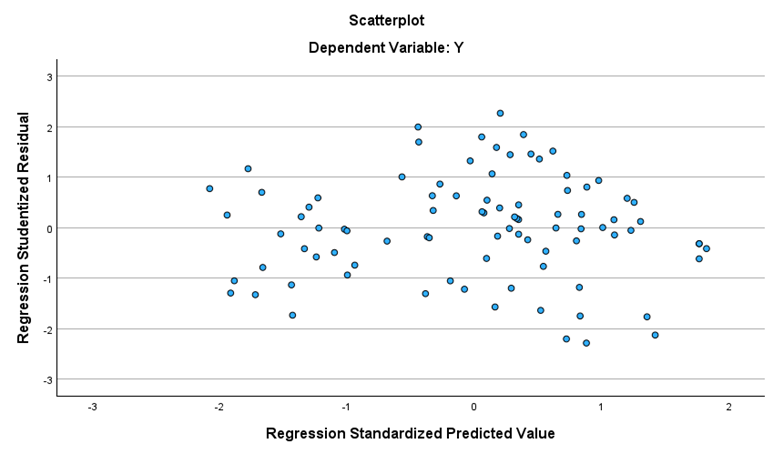 Scatterplot
Dependent Variable: Y
Regression Studentized Residual
3
2
1
0
-1
-2
-3
-3 -2 -1 0 1 2
Regression Standardized Predicted Value